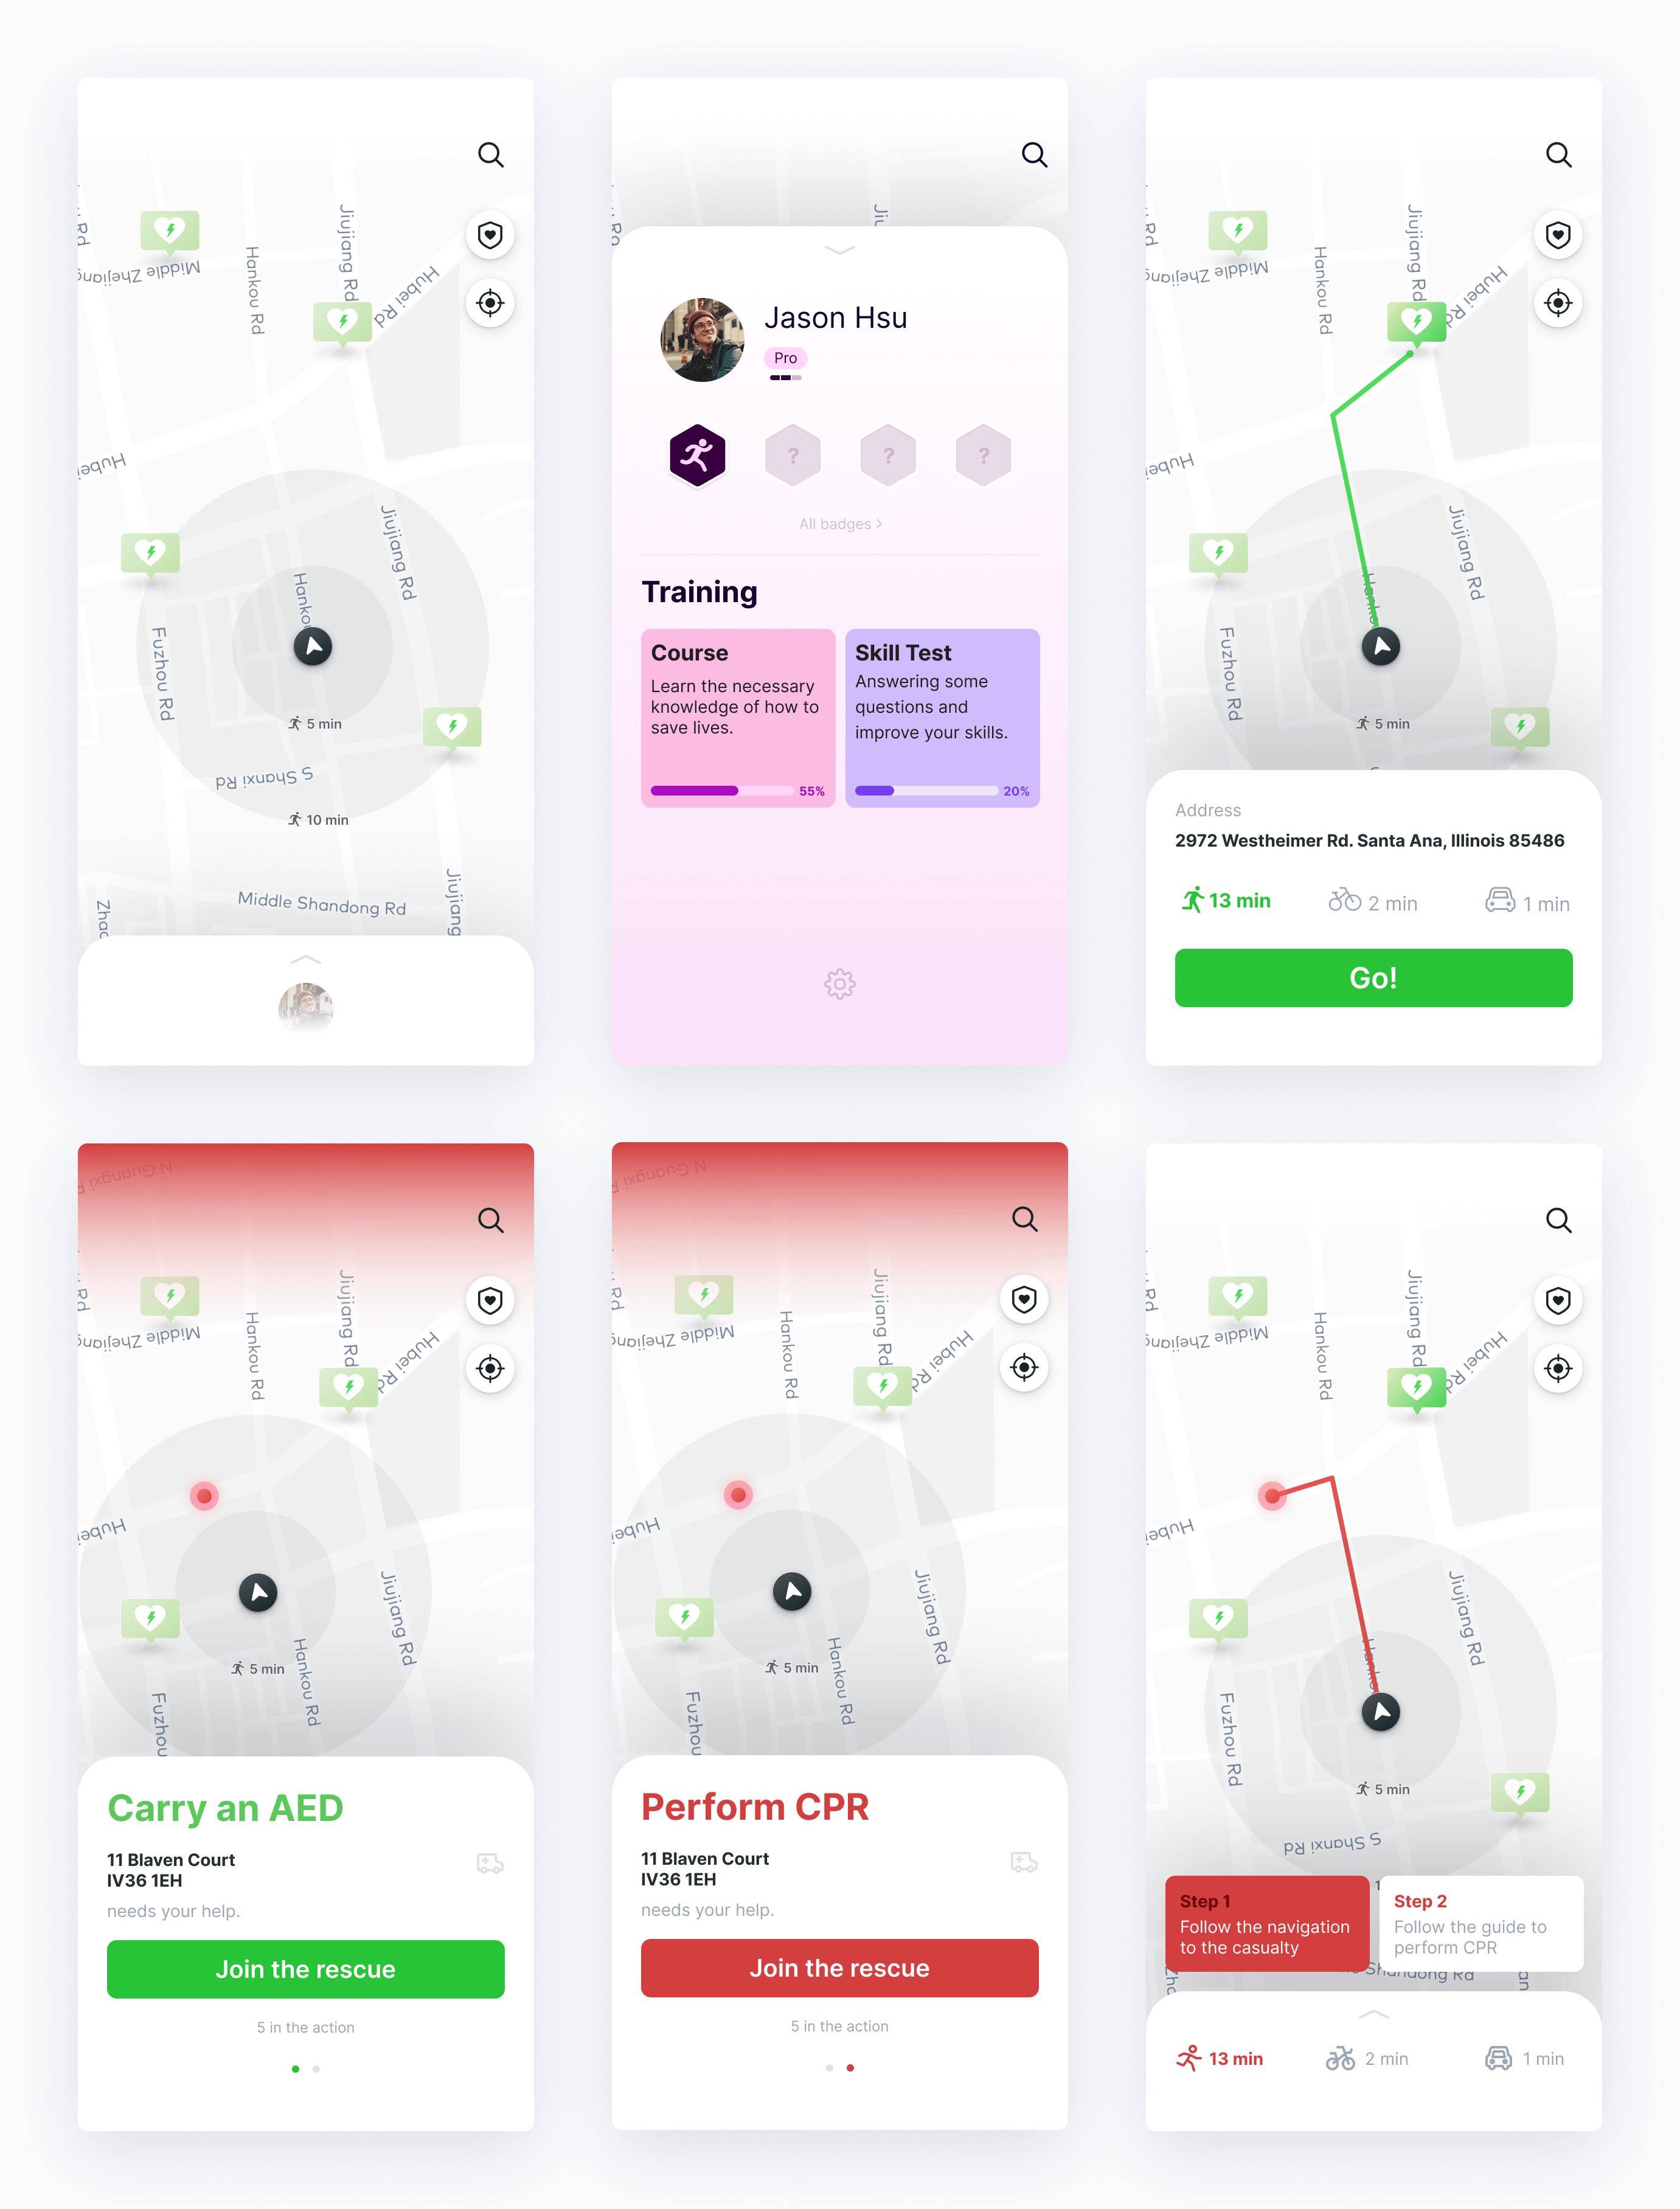 Rd
Middle Zhejiang
Hankou Rd
Jiujiang Rd
Hubei Rd
Hubei
Hankou
Jiujiang Rd
Fuzhou Rd
5 min
S Shanxi Rd
10 min
Middle Shandong Rd
Jiujiang
Jason Hsu
Pro
?
?
?
All badges >
Training
Course
Learn the necessary
knowledge of how to
save lives.
55%
Skill Test
Answering some
questions and
improve your skills.
20%
Rd
Middle Zhejiang
Hankou Rd
Jiujiang Rd
Hubei Rd
Hubei
Jiujiang Rd
Fuzhou Rd
5 min
Address
2972 Westheimer Rd. Santa Ana, Illinois 85486
13 min
2 min
1 min
Go!
N Guangxi R
Rd
Middle Zhejiang
Hankou Rd
Jiujiang Rd
Hubei Rd
Hubei
Jiujiang Rd
5 min
Hankou Rd
Fuzhou
Carry an AED
11 Blaven Court
IV36 1EH
needs your help.
Join the rescue
5 in the action
N Guangxi R
Rd
Middle Zhejiang
Hankou Rd
Jiujiang Rd
Hubei Rd
Hubei
Jiujiang Rd
5 min
Hankou Rd
Fuzhou
Perform CPR
11 Blaven Court
IV36 1EH
needs your help.
Join the rescue
5 in the action
Rd
Middle Zhejiang
Hankou Rd
Jiujiang Rd
Hubei Rd
Hubei
Jiujiang Rd
Fuzhou Rd
5 min
S Shanxi Rd
Step 1
Follow the navigation
to the casualty
Step 2
Follow the guide to
perform CPR
13 min
2 min
1 min